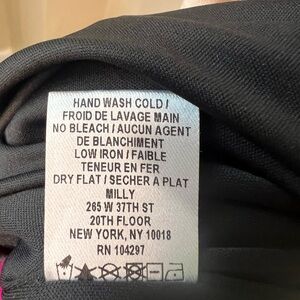 HAND WASH COLD /
FROID DE LAVAGE MAIN
NO BLEACH / AUCUN AGENT
DE BLANCHIMENT
LOW IRON / FAIBLE
TENEUR EN FER
DRY FLAT / SECHER A PLAT
MILLY
265 W 37TH ST
20TH FLOOR
NEW YORK, NY 10018
RN 104297